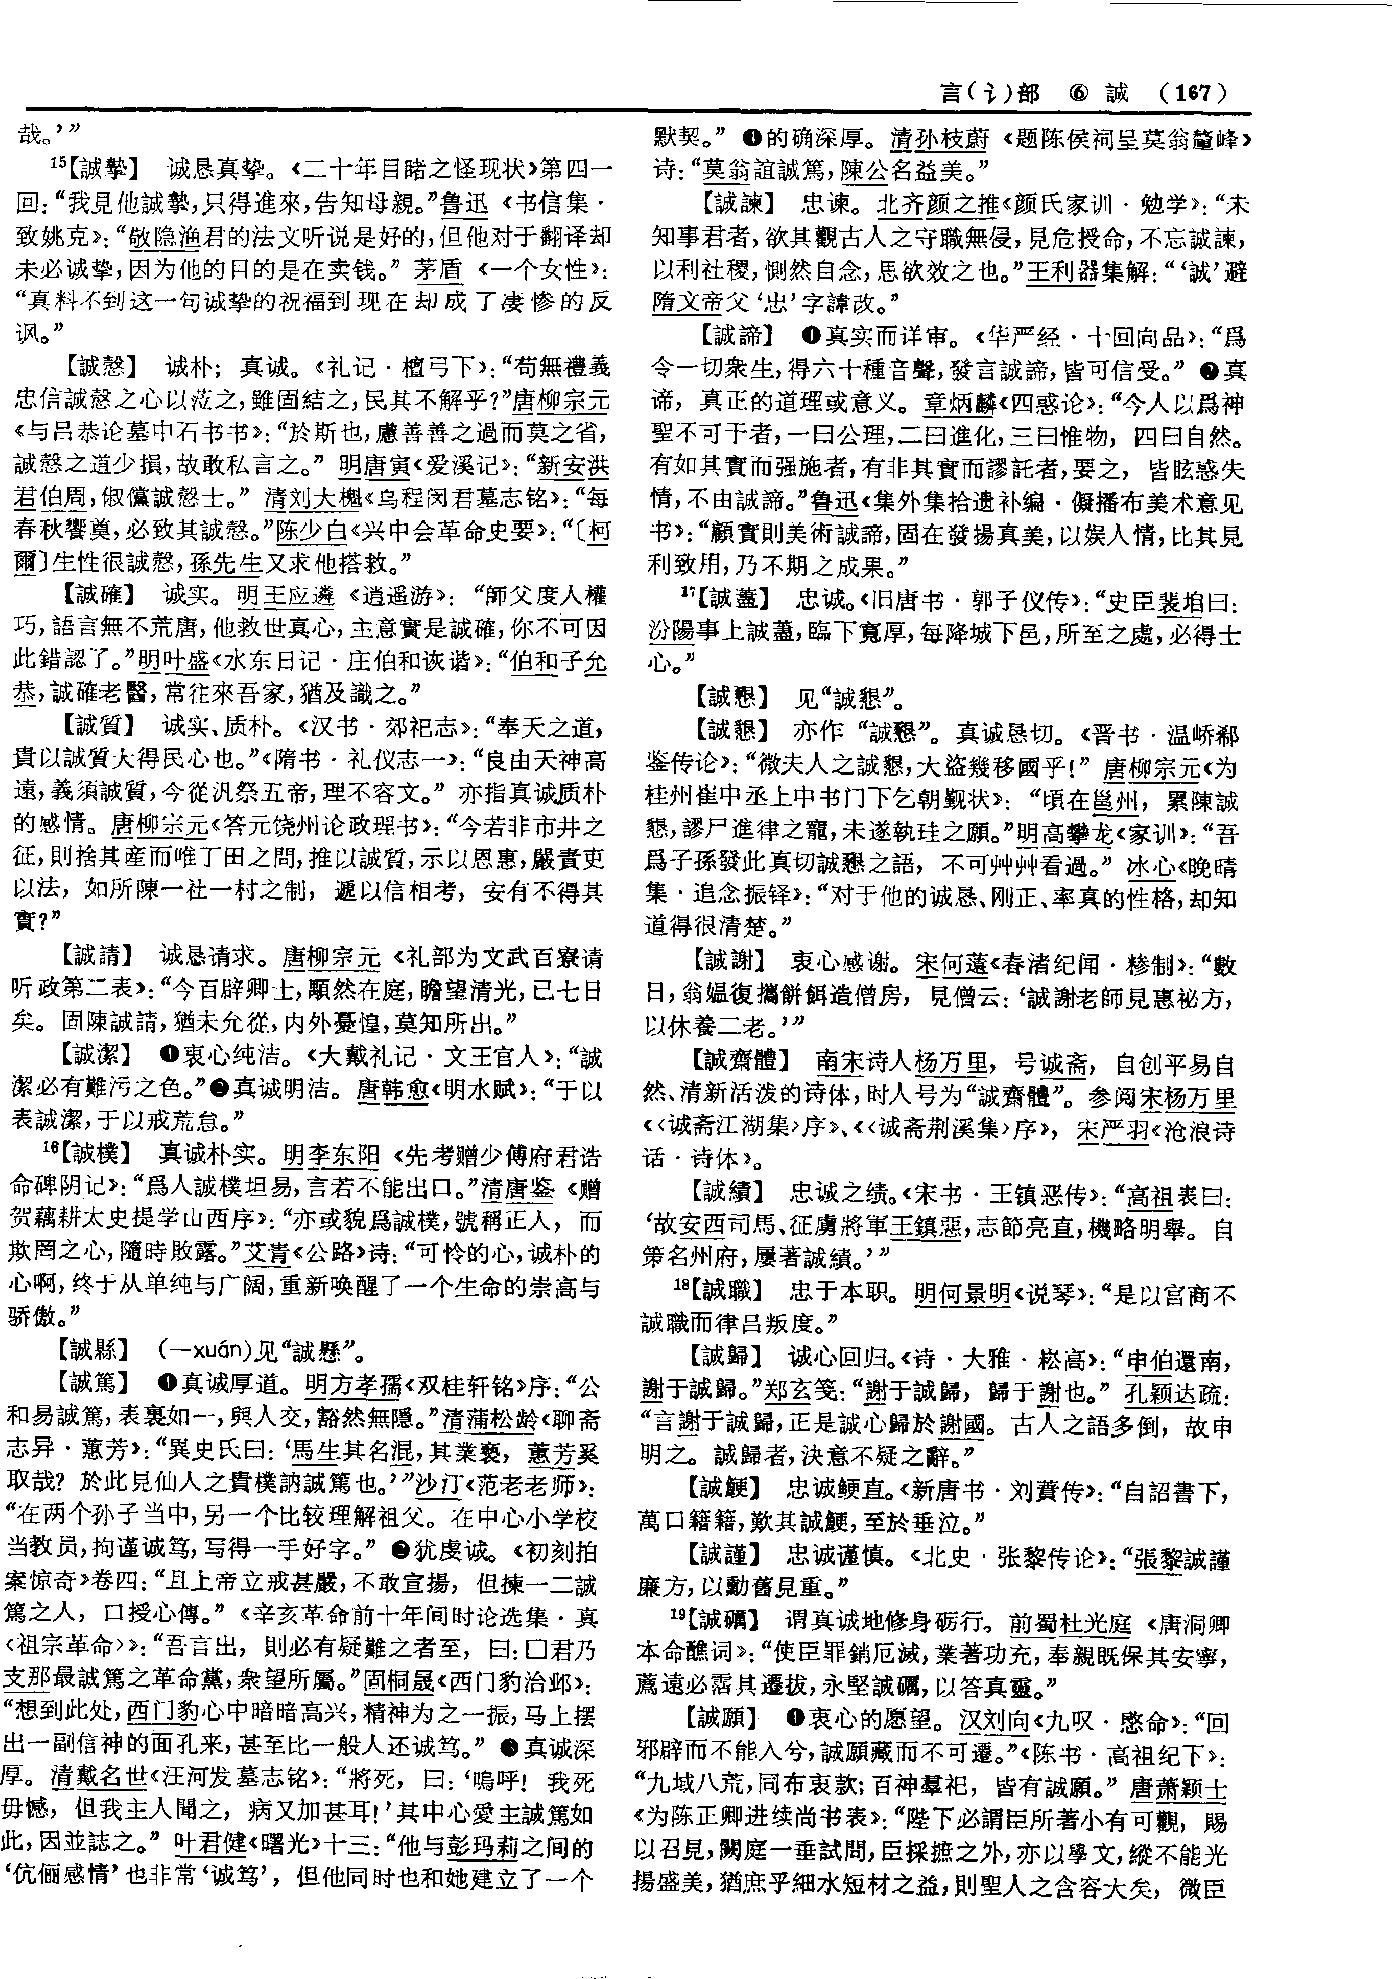 言(讠)部 ⑥ 誠 (167)
哉。’”
15【誠摯】 诚恳真挚。《二十年目睹之怪现状》第四一
回：“我見他誠摯，只得進來，告知母親。”鲁迅《书信集·
致姚克》：“敬隐渔君的法文听说是好的，但他对于翻译却
未必诚挚，因为他的目的是在卖钱。” 茅盾《一个女性》：
“真料不到这一句诚挚的祝福到现在却成了凄惨的反
讽。”
【誠慤】 诚朴；真诚。《礼记·檀弓下》：“苟無禮義
忠信誠慤之心以涖之，雖固結之，民其不解乎？”唐柳宗元
《与吕恭论墓中石书书》：“於斯也，慮善善之過而莫之省，
誠慤之道少損，故敢私言之。” 明唐寅《爱溪记》：“新安洪
君伯周，俶儻誠慤士。” 清刘大櫆《乌程闵君墓志铭》：“每
春秋饗奠，必致其誠慤。”陈少白《兴中会革命史要》：“〔柯
爾〕生性很誠慤，孫先生又求他搭救。”
【誠確】 诚实。明王应遴《逍遥游》：“師父度人權
巧，語言無不荒唐，他救世真心，主意實是誠確，你不可因
此錯認了。”明叶盛《水东日记·庄伯和诙谐》：“伯和子允
恭，誠確老醫，常往來吾家，猶及識之。”
【誠質】 诚实、质朴。《汉书·郊祀志》：“奉天之道，
貴以誠質大得民心也。”《隋书·礼仪志一》：“良由天神高
遠，義須誠質，今從汎祭五帝，理不容文。” 亦指真诚质朴
的感情。唐柳宗元《答元饶州论政理书》：“今若非市井之
征，則捨其産而唯丁田之問，推以誠質，示以恩惠，嚴責吏
以法，如所陳一社一村之制，遞以信相考，安有不得其
實？”
【誠請】 诚恳请求。唐柳宗元《礼部为文武百寮请
听政第二表》：“今百辟卿士，顒然在庭，瞻望清光，已七日
矣。固陳誠請，猶未允從，内外憂惶，莫知所出。”
【誠潔】 ❶衷心纯洁。《大戴礼记·文王官人》：“誠
潔必有難污之色。”❷真诚明洁。唐韩愈《明水赋》：“于以
表誠潔，于以戒荒怠。”
16【誠樸】 真诚朴实。明李东阳《先考赠少傅府君诰
命碑阴记》：“爲人誠樸坦易，言若不能出口。”清唐鉴《赠
贺藕耕太史提学山西序》：“亦或貌爲誠樸，號稱正人，而
欺罔之心，隨時敗露。”艾青《公路》诗：“可怜的心，诚朴的
心啊，终于从单纯与广阔，重新唤醒了一个生命的崇高与
骄傲。”
【誠縣】 （—xuán）见“誠懸”。
【誠篤】 ❶真诚厚道。明方孝孺《双桂轩铭》序：“公
和易誠篤，表裏如一，與人交，豁然無隱。”清蒲松龄《聊斋
志异·蕙芳》：“異史氏曰：‘馬生其名混，其業褻，蕙芳奚
取哉？於此見仙人之貴樸訥誠篤也。’”沙汀《范老老师》：
“在两个孙子当中，另一个比较理解祖父。在中心小学校
当教员，拘谨诚笃，写得一手好字。” ❷犹虔诚。《初刻拍
案惊奇》卷四：“且上帝立戒甚嚴，不敢宣揚，但揀一二誠
篤之人，口授心傳。”《辛亥革命前十年间时论选集·真
〈祖宗革命〉》：“吾言出，則必有疑難之者至，曰：囗君乃
支那最誠篤之革命黨，衆望所屬。”固桐晟《西门豹治邺》：
“想到此处，西门豹心中暗暗高兴，精神为之一振，马上摆
出一副信神的面孔来，甚至比一般人还诚笃。” ❸真诚深
厚。清戴名世《汪河发墓志铭》：“將死，曰：‘嗚呼！我死
毋憾，但我主人聞之，病又加甚耳！’其中心愛主誠篤如
此，因並誌之。” 叶君健《曙光》十三：“他与彭玛莉之间的
‘伉俪感情’也非常‘诚笃’，但他同时也和她建立了一个
默契。” ❹的确深厚。清孙枝蔚《题陈侯祠呈莫翁鳌峰》
诗：“莫翁誼誠篤，陳公名益美。”
【誠諫】 忠谏。北齐颜之推《颜氏家训·勉学》：“未
知事君者，欲其觀古人之守職無侵，見危授命，不忘誠諫，
以利社稷，惻然自念，思欲效之也。”王利器集解：“‘誠’避
隋文帝父‘忠’字諱改。”
【誠諦】 ❶真实而详审。《华严经·十回向品》：“爲
令一切衆生，得六十種音聲，發言誠諦，皆可信受。” ❷真
谛，真正的道理或意义。章炳麟《四惑论》：“今人以爲神
聖不可干者，一曰公理，二曰進化，三曰惟物，四曰自然。
有如其實而强施者，有非其實而謬託者，要之，皆眩惑失
情，不由誠諦。”鲁迅《集外集拾遗补编·儗播布美术意见
书》：“顧實則美術誠諦，固在發揚真美，以娱人情，比其見
利致用，乃不期之成果。”
17【誠藎】 忠诚。《旧唐书·郭子仪传》：“史臣裴垍曰：
汾陽事上誠藎，臨下寬厚，每降城下邑，所至之處，必得士
心。”
【誠懇】 见“誠懇”。
【誠懇】 亦作“誠懇”。真诚恳切。《晋书·温峤郗
鉴传论》：“微夫人之誠懇，大盜幾移國乎！” 唐柳宗元《为
桂州崔中丞上中书门下乞朝觐状》：“頃在邕州，累陳誠
懇，謬尸進律之寵，未遂執珪之願。”明高攀龙《家训》：“吾
爲子孫發此真切誠懇之語，不可艸艸看過。” 冰心《晚晴
集·追念振铎》：“对于他的诚恳、刚正、率真的性格，却知
道得很清楚。”
【誠謝】 衷心感谢。宋何薳《春渚纪闻·糁制》：“數
日，翁媪復攜餅餌造僧房，見僧云：‘誠謝老師見惠祕方，
以休養二老。’”
【誠齋體】 南宋诗人杨万里，号诚斋，自创平易自
然、清新活泼的诗体，时人号为“誠齋體”。参阅宋杨万里
《〈诚斋江湖集〉序》、《〈诚斋荆溪集〉序》，宋严羽《沧浪诗
话·诗体》。
【誠績】 忠诚之绩。《宋书·王镇恶传》：“高祖表曰：
‘故安西司馬、征虜將軍王鎮惡，志節亮直，機略明舉。自
策名州府，屢著誠績。’”
18【誠職】 忠于本职。明何景明《说琴》：“是以官商不
誠職而律吕叛度。”
【誠歸】 诚心回归。《诗·大雅·崧高》：“申伯還南，
謝于誠歸。”郑玄笺：“謝于誠歸，歸于謝也。” 孔颖达疏：
“言謝于誠歸，正是誠心歸於謝國。古人之語多倒，故申
明之。誠歸者，決意不疑之辭。”
【誠鯁】 忠诚鲠直。《新唐书·刘蕡传》：“自詔書下，
萬口籍籍，歎其誠鯁，至於垂泣。”
【誠謹】 忠诚谨慎。《北史·张黎传论》：“張黎誠謹
廉方，以勳舊見重。”
19【誠礪】 谓真诚地修身砺行。前蜀杜光庭《唐洞卿
本命醮词》：“使臣罪銷厄滅，業著功充，奉親既保其安寧，
薦遠必霑其遷拔，永堅誠礪，以答真靈。”
【誠願】 ❶衷心的愿望。汉刘向《九叹·愍命》：“回
邪辟而不能入兮，誠願藏而不可遷。”《陈书·高祖纪下》：
“九域八荒，同布衷款；百神羣祀，皆有誠願。” 唐萧颖士
《为陈正卿进续尚书表》：“陛下必謂臣所著小有可觀，賜
以召見，闕庭一垂試問，臣採摭之外，亦以學文，縱不能光
揚盛美，猶庶乎細水短材之益，則聖人之含容大矣，微臣